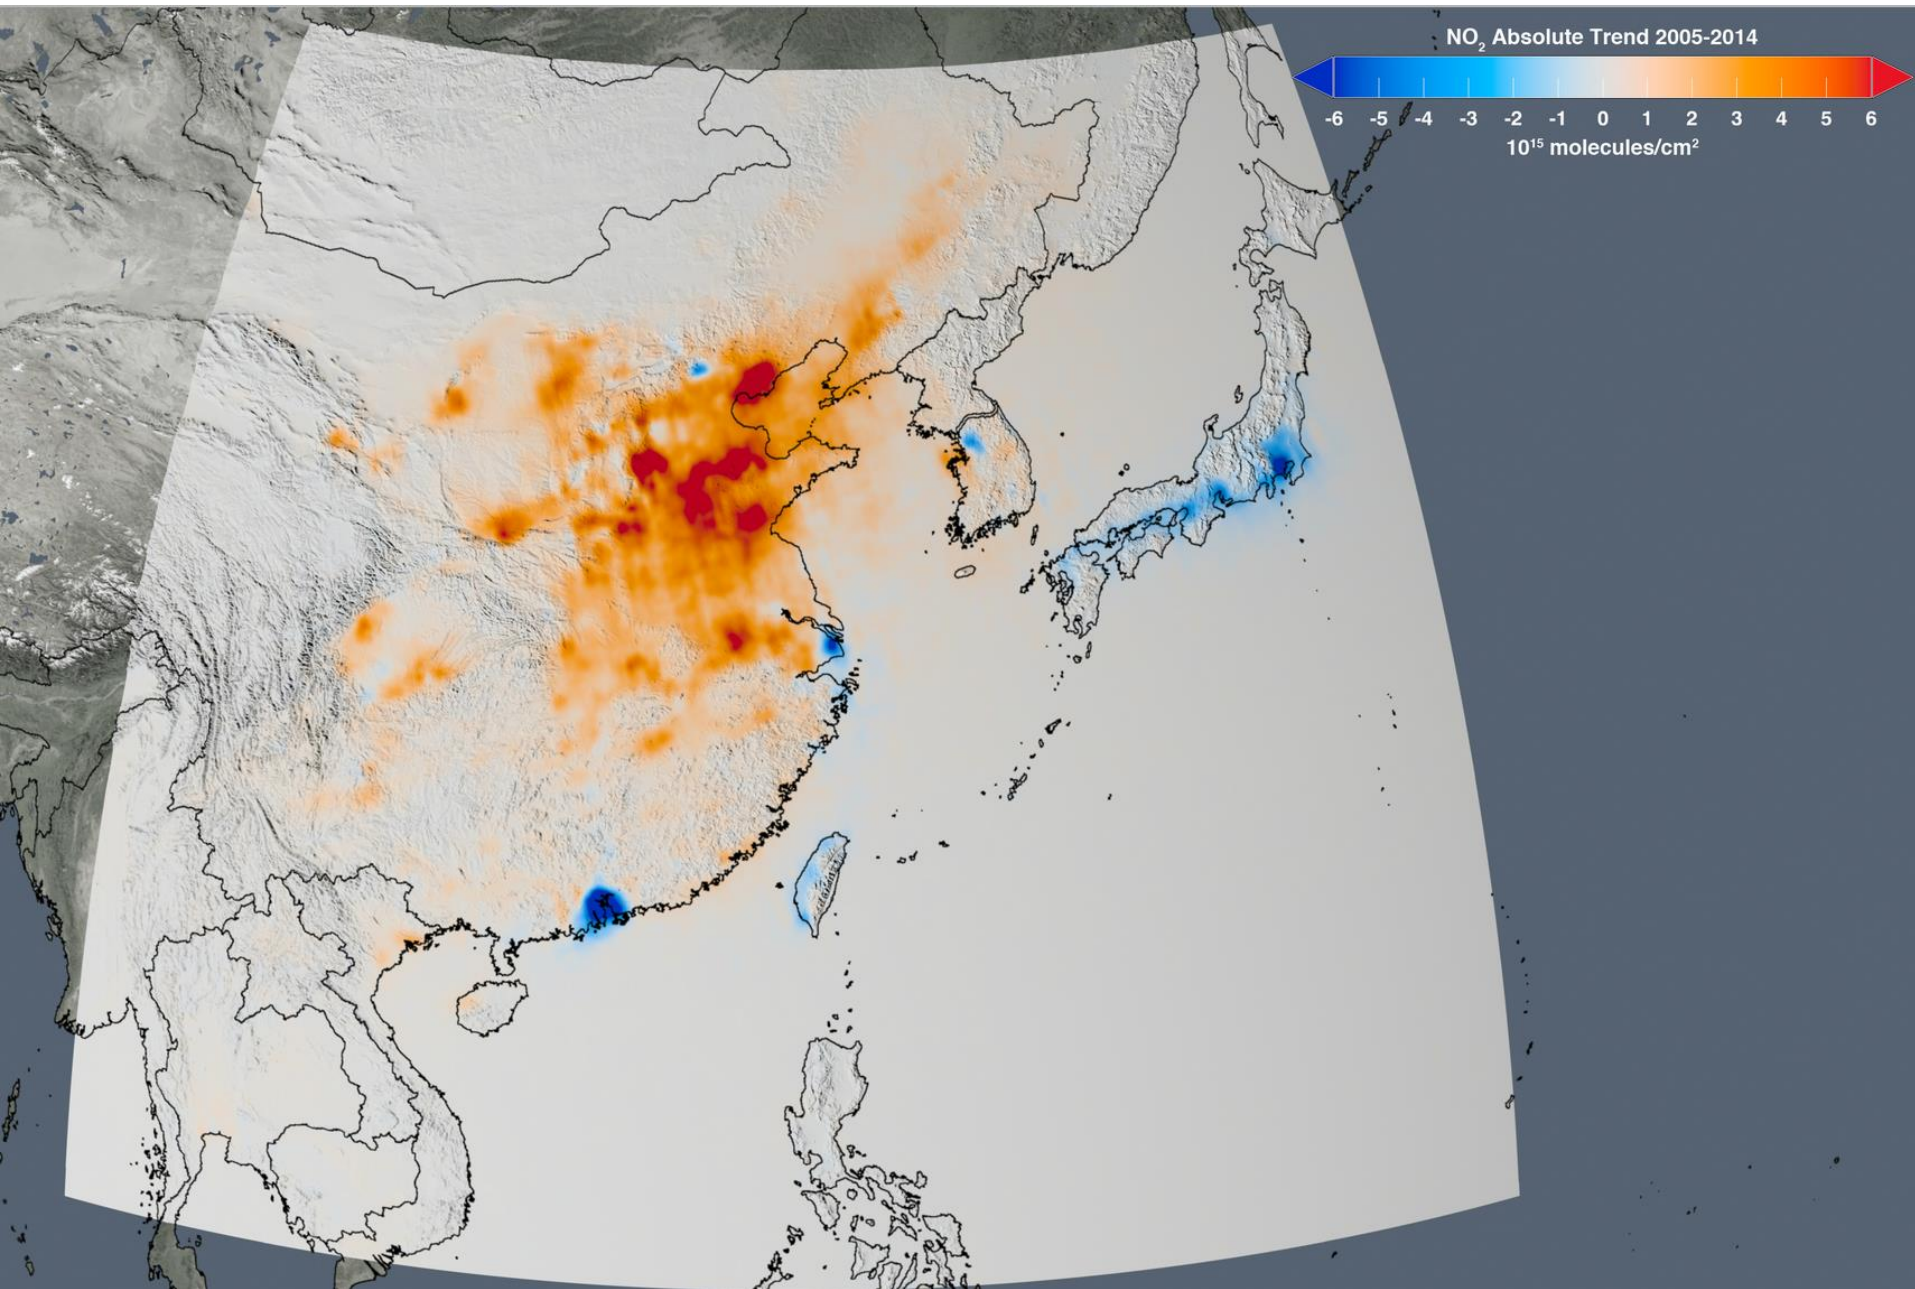 NO₂ Absolute Trend 2005-2014
-6 -5 -4 -3 -2 -1 0 1 2 3 4 5 6
10¹⁵ molecules/cm²